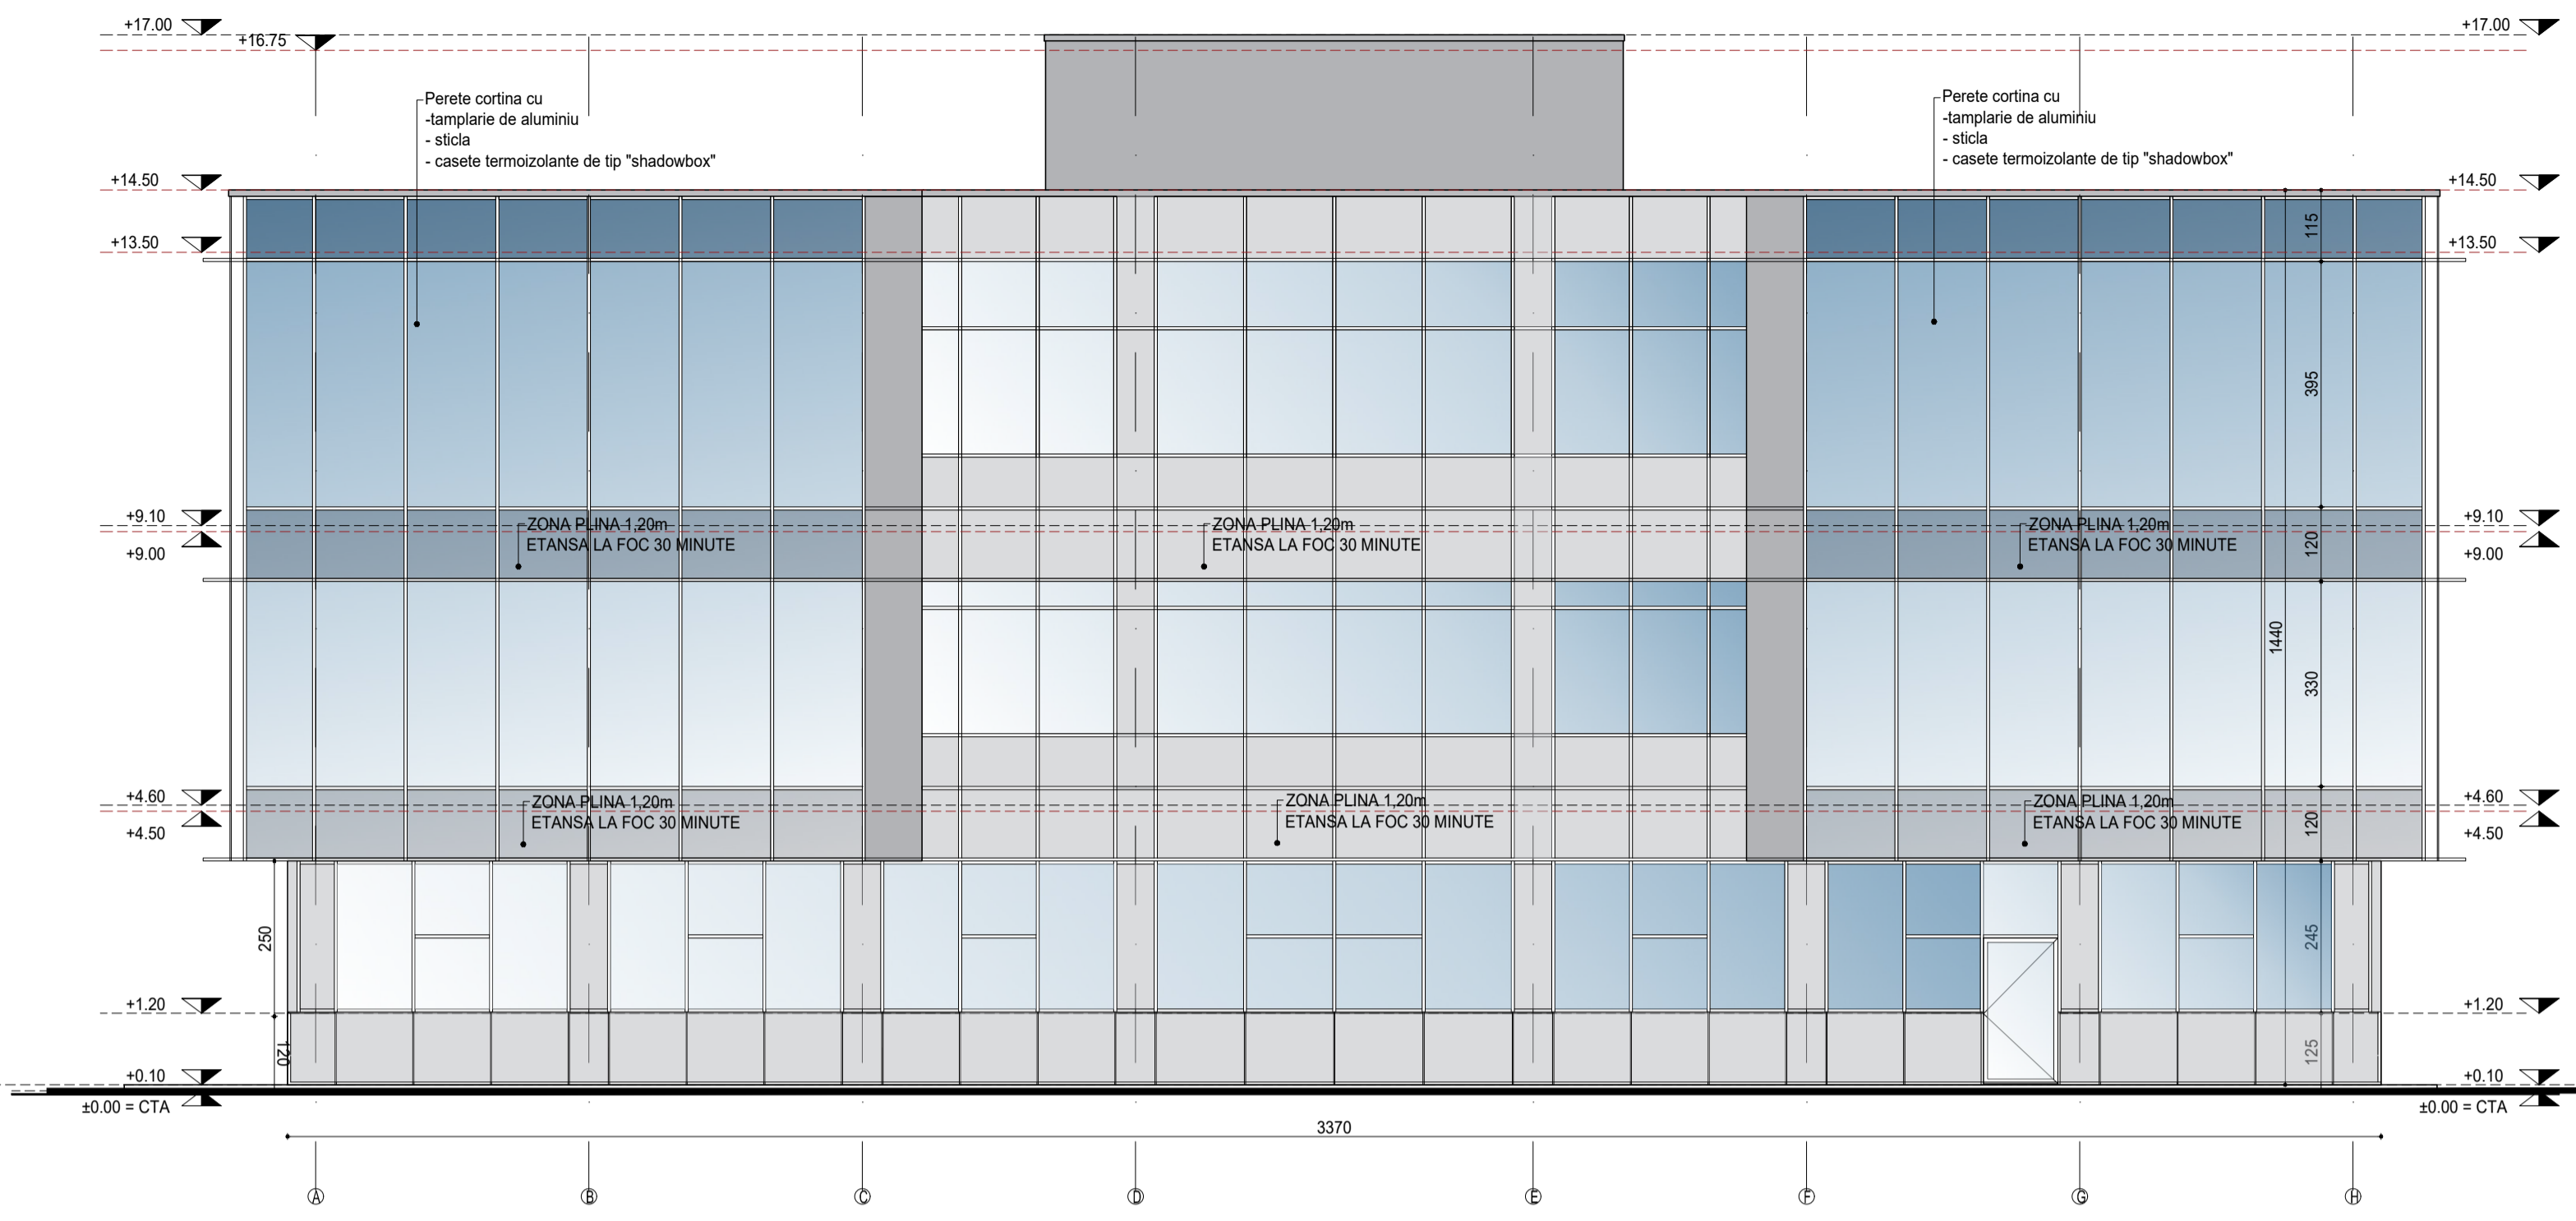 +17.00
+16.75
+17.00
Perete cortina cu
-tamplarie de aluminiu
- sticla
- casete termoizolante de tip "shadowbox"
Perete cortina cu
-tamplarie de aluminiu
- sticla
- casete termoizolante de tip "shadowbox"
+14.50
+14.50
115
+13.50
+13.50
395
+9.10
ZONA PLINA 1,20m
ETANSA LA FOC 30 MINUTE
ZONA PLINA 1,20m
ETANSA LA FOC 30 MINUTE
ZONA PLINA 1,20m
ETANSA LA FOC 30 MINUTE
120
+9.10
+9.00
+9.00
1440
330
+4.60
ZONA PLINA 1,20m
ETANSA LA FOC 30 MINUTE
ZONA PLINA 1,20m
ETANSA LA FOC 30 MINUTE
ZONA PLINA 1,20m
ETANSA LA FOC 30 MINUTE
120
+4.60
+4.50
+4.50
250
245
+1.20
+1.20
120
125
+0.10
+0.10
±0.00 = CTA
±0.00 = CTA
3370
A B C D E F G H